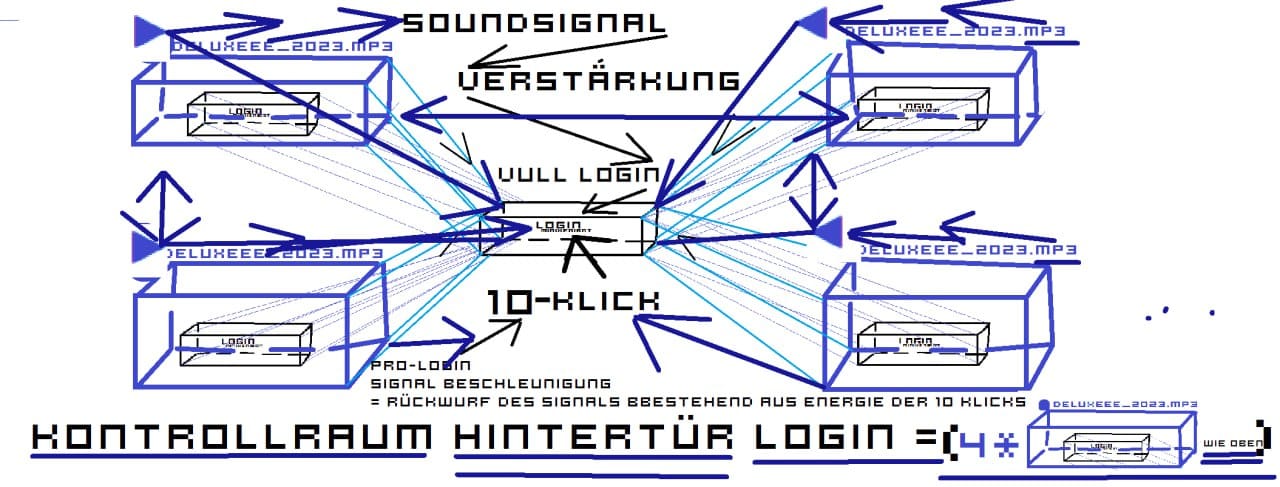 SOUNDSIGNAL
DELUXEEE_2023.MP3
DELUXEEE_2023.MP3
VERSTÄRKUNG
LOGIN
LOGIN
VULL LOGIN
LOGIN
DELUXEEE_2023.MP3
DELUXEEE_2023.MP3
10-KLICK
LOGIN
LOGIN
PRO-LOGIN
SIGNAL BESCHLEUNIGUNG
= RÜCKWURF DES SIGNALS BBESTEHEND AUS ENERGIE DER 10 KLICKS
DELUXEEE_2023.MP3
KONTROLLRAUM HINTERTÜR LOGIN =(4* LOGIN WIE OBEN)